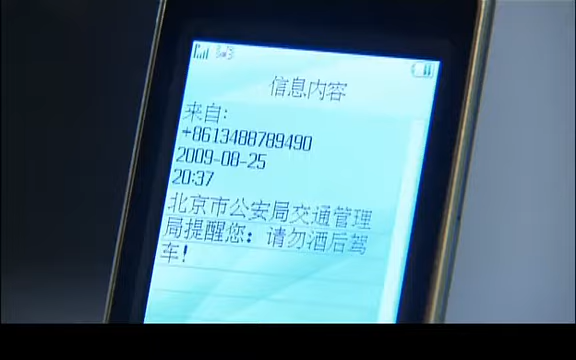 信息内容
来自:
+8613488789490
2009-08-25
20:37
北京市公安局交通管理
局提醒您：请勿酒后驾
车!